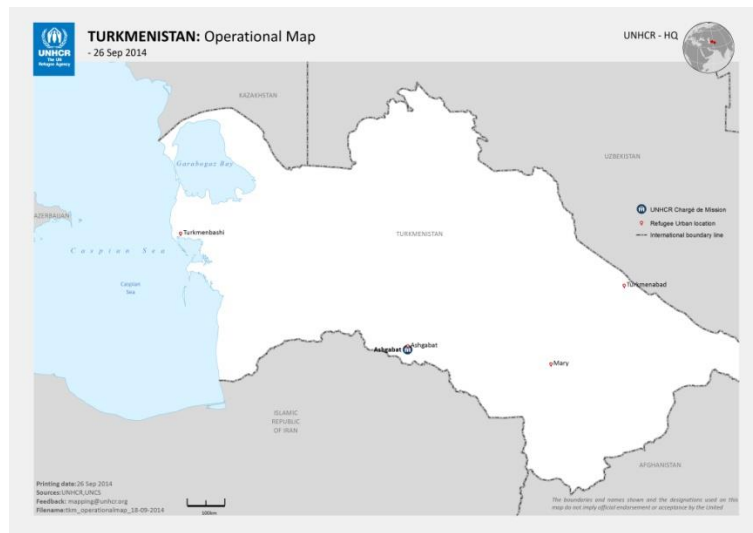 UNHCR
The UN
Refugee Agency
TURKMENISTAN: Operational Map
- 26 Sep 2014
UNHCR - HQ
KAZAKHSTAN
UZBEKISTAN
Garabogaz Bay
AZERBAIJAN
Turkmenbashi
Caspian Sea
Caspian
Sea
TURKMENISTAN
UNHCR Chargé de Mission
Refugee Urban location
International boundary line
Turkmenabad
Ashgabat
Ashgabat
Mary
ISLAMIC
REPUBLIC
OF IRAN
AFGHANISTAN
Printing date:26 Sep 2014
Sources:UNHCR,UNCS
Feedback: mapping@unhcr.org
Filename:tkm_operationalmap_18-09-2014
100km
The boundaries and names shown and the designations used on this
map do not imply official endorsement or acceptance by the United